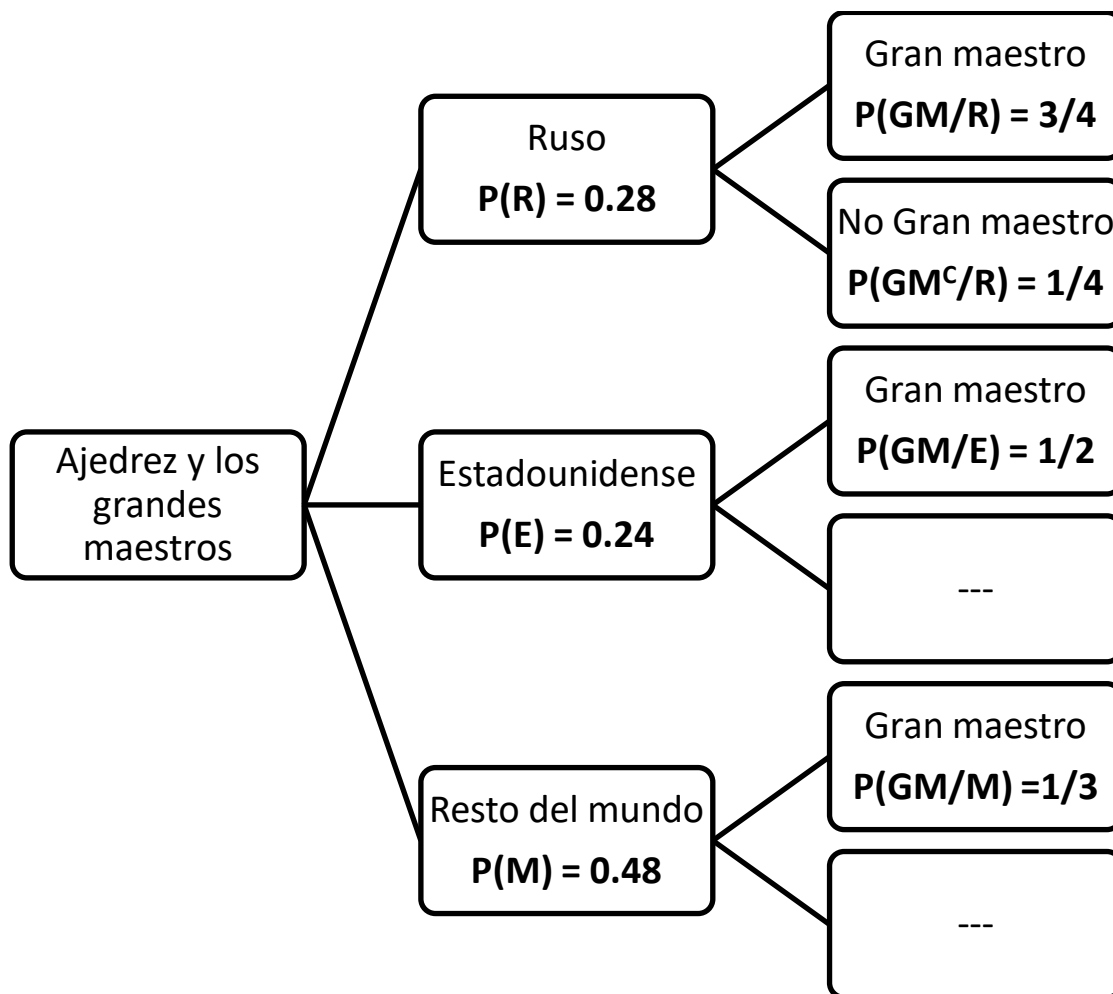 Gran maestro
P(GM/R) = 3/4
Ruso
P(R) = 0.28
No Gran maestro
P(GMᶜ/R) = 1/4
Gran maestro
P(GM/E) = 1/2
Ajedrez y los
grandes
maestros
Estadounidense
P(E) = 0.24
---
Gran maestro
P(GM/M) =1/3
Resto del mundo
P(M) = 0.48
---